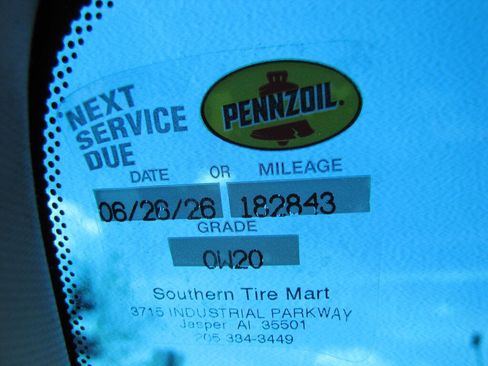 NEXT
SERVICE
DUE
PENNZOIL.
DATE OR MILEAGE
06/26/26 182843
GRADE
0W20
Southern Tire Mart
3715 INDUSTRIAL PARKWAY
Jasper Al 35501
205 384-3449